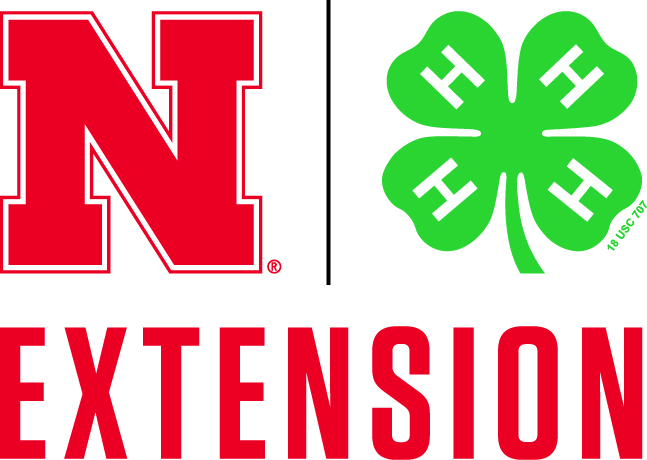 N®
H H
H H
18 USC 707
EXTENSION